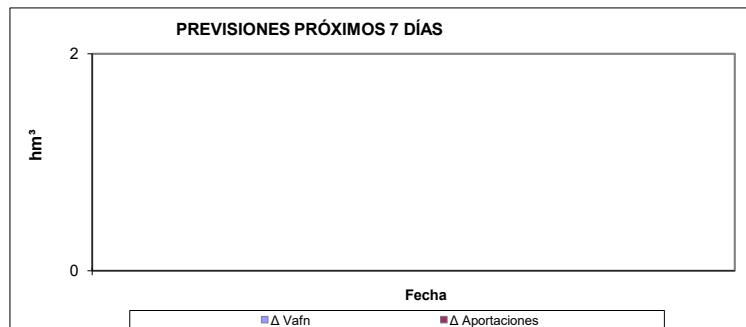 PREVISIONES PRÓXIMOS 7 DÍAS
2
hm³
0
Fecha
Δ Vafn Δ Aportaciones